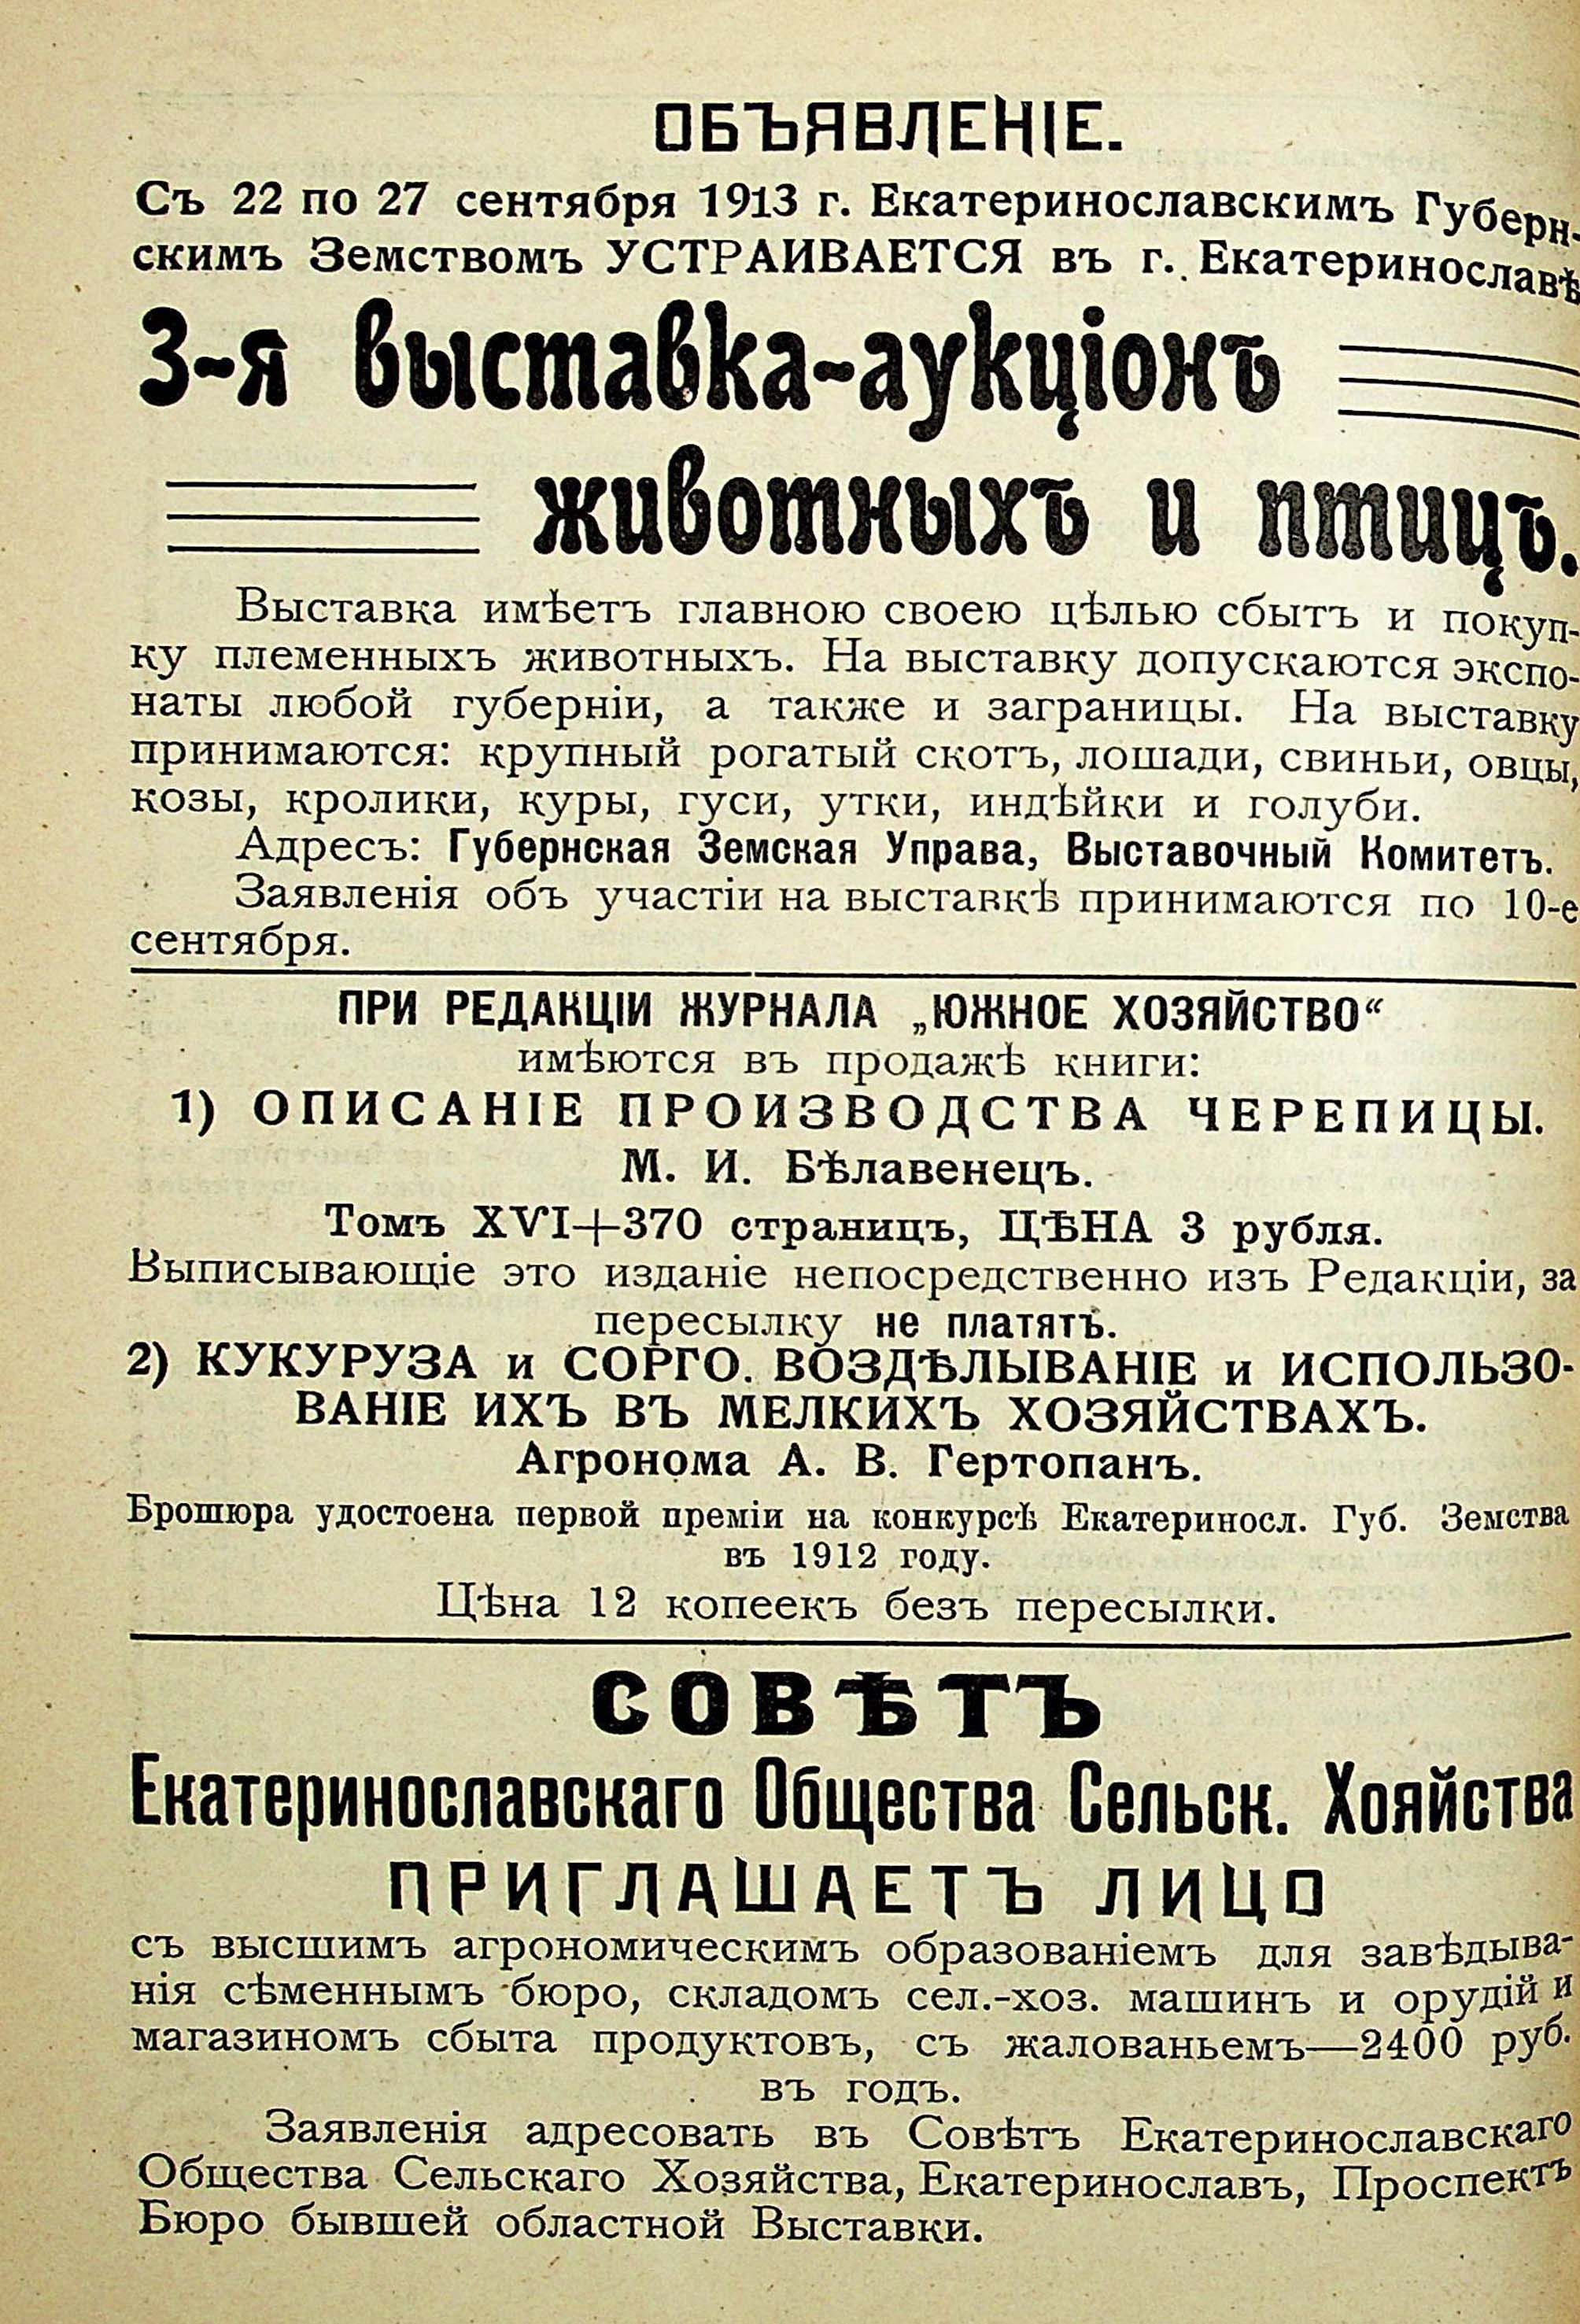 ОБЪЯВЛЕНІЕ.
Съ 22 по 27 сентября 1913 г. Екатеринославскимъ Губерн-
скимъ Земствомъ УСТРАИВАЕТСЯ въ г. Екатеринославѣ
3-я выставка-аукціонъ
животныхъ и птицъ.
Выставка имѣетъ главною своею цѣлью сбытъ и покуп-
ку племенныхъ животныхъ. На выставку допускаются экспо-
наты любой губерніи, а также и заграницы. На выставку
принимаются: крупный рогатый скотъ, лошади, свиньи, овцы,
козы, кролики, куры, гуси, утки, индѣйки и голуби.
Адресъ: Губернская Земская Управа, Выставочный Комитетъ.
Заявленія объ участіи на выставкѣ принимаются по 10-е
сентября.
ПРИ РЕДАКЦІИ ЖУРНАЛА „ЮЖНОЕ ХОЗЯЙСТВО“
имѣются въ продажѣ книги:
1) ОПИСАНІЕ ПРОИЗВОДСТВА ЧЕРЕПИЦЫ.
М. И. Бѣлавенецъ.
Томъ XVI+370 страницъ, ЦѢНА 3 рубля.
Выписывающіе это изданіе непосредственно изъ Редакціи, за
пересылку не платятъ.
2) КУКУРУЗА и СОРГО. ВОЗДѢЛЫВАНІЕ и ИСПОЛЬЗО-
ВАНІЕ ИХЪ ВЪ МЕЛКИХЪ ХОЗЯЙСТВАХЪ.
Агронома А. В. Гертопанъ.
Брошюра удостоена первой преміи на конкурсѣ Екатериносл. Губ. Земства
въ 1912 году.
Цѣна 12 копеекъ безъ пересылки.
СОВѢТЪ
Екатеринославскаго Общества Сельск. Хояйства
ПРИГЛАШАЕТЪ ЛИЦО
съ высшимъ агрономическимъ образованіемъ для завѣдыва-
нія сѣменнымъ бюро, складомъ сел.-хоз. машинъ и орудій и
магазиномъ сбыта продуктовъ, съ жалованьемъ—2400 руб.
въ годъ.
Заявленія адресовать въ Совѣтъ Екатеринославскаго
Общества Сельскаго Хозяйства, Екатеринославъ, Проспектъ
Бюро бывшей областной Выставки.